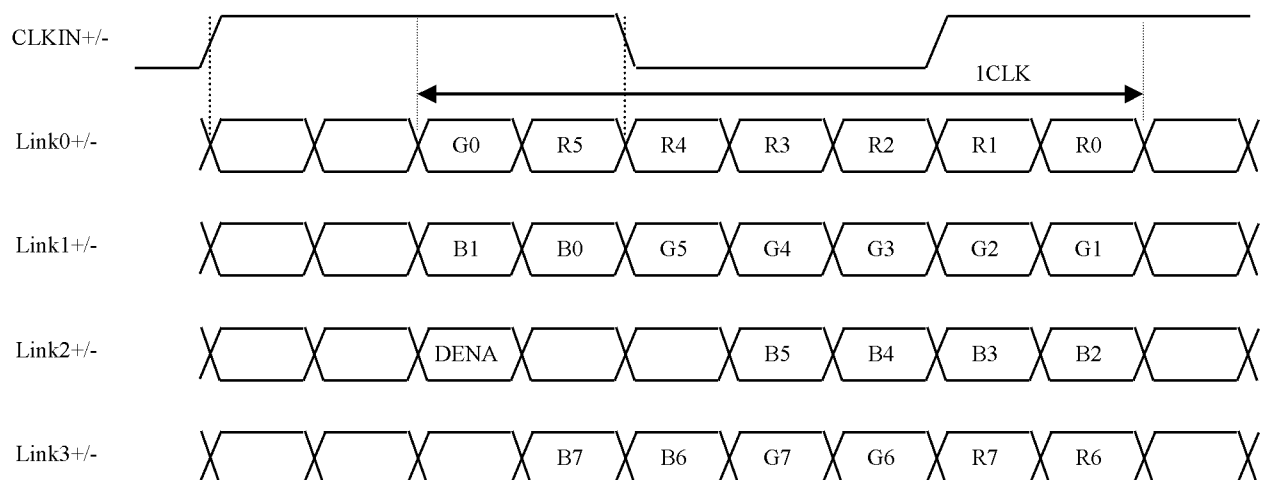 CLKIN+/-
1CLK
Link0+/- G0 R5 R4 R3 R2 R1 R0
Link1+/- B1 B0 G5 G4 G3 G2 G1
Link2+/- DENA B5 B4 B3 B2
Link3+/- B7 B6 G7 G6 R7 R6